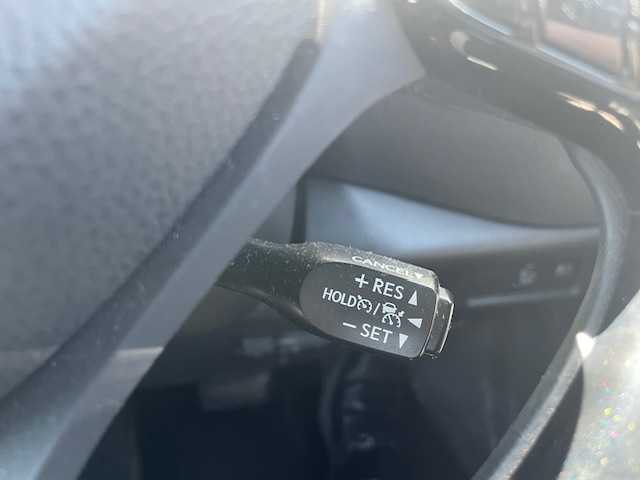 CANCEL
+ RES
HOLD /
− SET